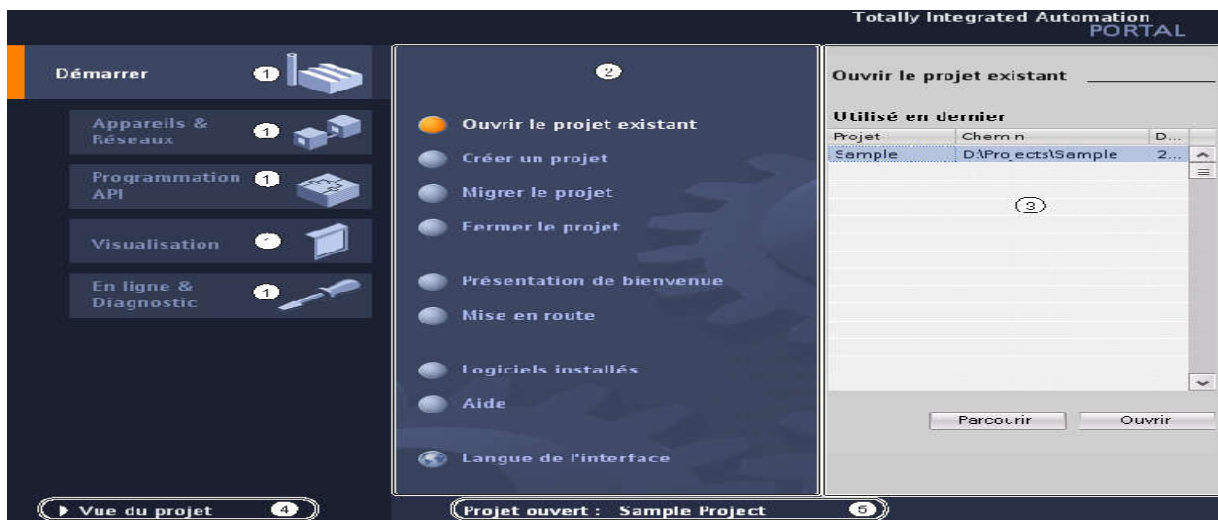 Totally Integrated Automation
PORTAL
Démarrer 1
Appareils &
Réseaux 1
Programmation
API 1
Visualisation 1
En ligne &
Diagnostic 1
2
Ouvrir le projet existant
Créer un projet
Migrer le projet
Fermer le projet
Présentation de bienvenue
Mise en route
Logiciels installés
Aide
Langue de l'interface
Ouvrir le projet existant
Utilisé en dernier
Projet Chemin D...
Sample D:\Projects\Sample 2...
3
Parcourir Ouvrir
Vue du projet 4
Projet ouvert : Sample Project 5